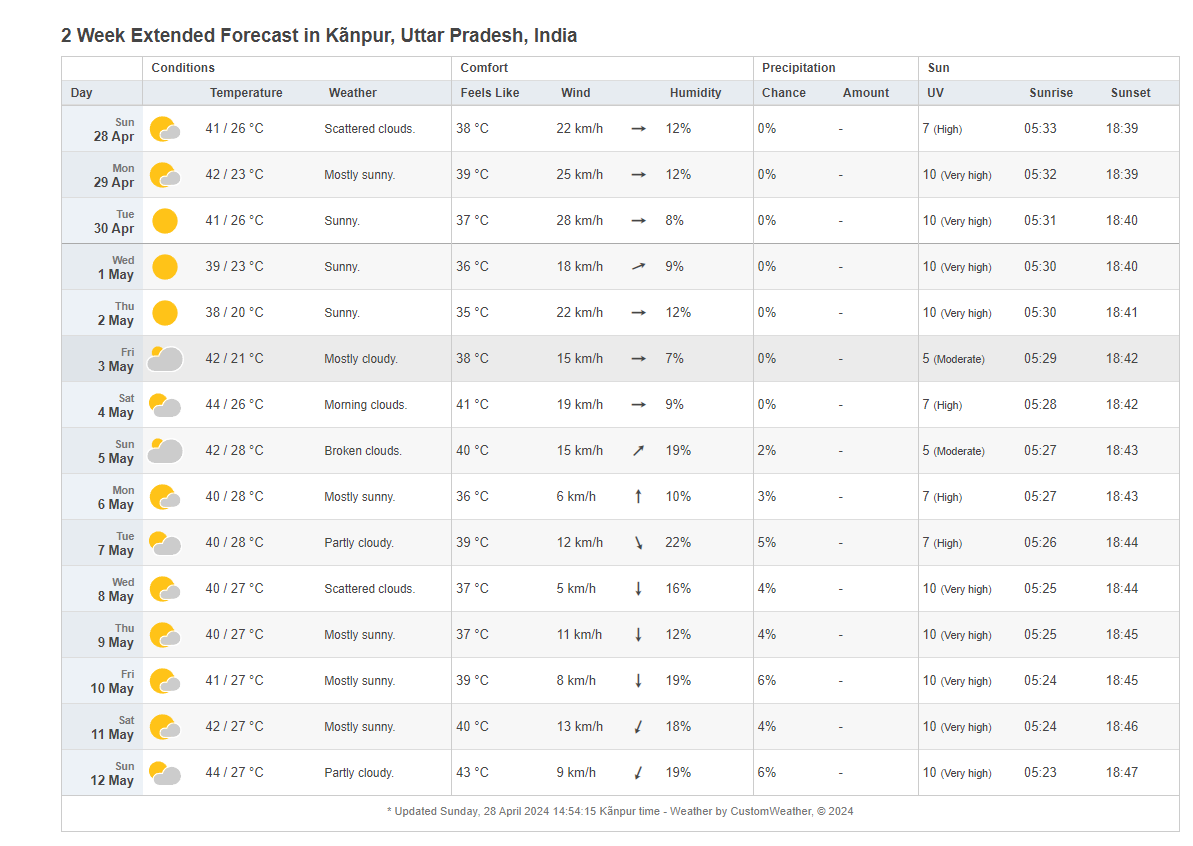 2 Week Extended Forecast in Kãnpur, Uttar Pradesh, India
Conditions Comfort Precipitation Sun
Day Temperature Weather Feels Like Wind Humidity Chance Amount UV Sunrise Sunset
Sun
28 Apr 41 / 26 °C Scattered clouds. 38 °C 22 km/h → 12% 0% - 7 (High) 05:33 18:39
Mon
29 Apr 42 / 23 °C Mostly sunny. 39 °C 25 km/h → 12% 0% - 10 (Very high) 05:32 18:39
Tue
30 Apr 41 / 26 °C Sunny. 37 °C 28 km/h → 8% 0% - 10 (Very high) 05:31 18:40
Wed
1 May 39 / 23 °C Sunny. 36 °C 18 km/h → 9% 0% - 10 (Very high) 05:30 18:40
Thu
2 May 38 / 20 °C Sunny. 35 °C 22 km/h → 12% 0% - 10 (Very high) 05:30 18:41
Fri
3 May 42 / 21 °C Mostly cloudy. 38 °C 15 km/h → 7% 0% - 5 (Moderate) 05:29 18:42
Sat
4 May 44 / 26 °C Morning clouds. 41 °C 19 km/h → 9% 0% - 7 (High) 05:28 18:42
Sun
5 May 42 / 28 °C Broken clouds. 40 °C 15 km/h ↗ 19% 2% - 5 (Moderate) 05:27 18:43
Mon
6 May 40 / 28 °C Mostly sunny. 36 °C 6 km/h ↑ 10% 3% - 7 (High) 05:27 18:43
Tue
7 May 40 / 28 °C Partly cloudy. 39 °C 12 km/h ↘ 22% 5% - 7 (High) 05:26 18:44
Wed
8 May 40 / 27 °C Scattered clouds. 37 °C 5 km/h ↓ 16% 4% - 10 (Very high) 05:25 18:44
Thu
9 May 40 / 27 °C Mostly sunny. 37 °C 11 km/h ↓ 12% 4% - 10 (Very high) 05:25 18:45
Fri
10 May 41 / 27 °C Mostly sunny. 39 °C 8 km/h ↓ 19% 6% - 10 (Very high) 05:24 18:45
Sat
11 May 42 / 27 °C Mostly sunny. 40 °C 13 km/h ↙ 18% 4% - 10 (Very high) 05:24 18:46
Sun
12 May 44 / 27 °C Partly cloudy. 43 °C 9 km/h ↙ 19% 6% - 10 (Very high) 05:23 18:47
* Updated Sunday, 28 April 2024 14:54:15 Kãnpur time - Weather by CustomWeather, © 2024